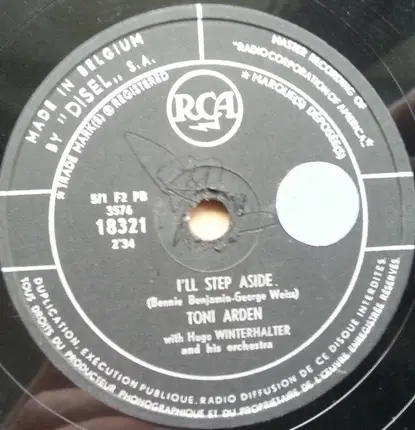 MADE IN BELGIUM
BY "DISEL,, S.A.
★ TRADE MARK(S) ® REGISTERED
MASTER RECORDING OF
"RADIOCORPORATION OF AMERICA."
★ MARQUE(S) DÉPOSÉE(S)
RCA
S/1 F2 PB
3576
18321
2'34
I'LL STEP ASIDE.
(Bennie Benjamin-George Weiss)
TONI ARDEN
with Hugo WINTERHALTER
and his orchestra
DUPLICATION, EXÉCUTION PUBLIQUE, RADIO DIFFUSION DE CE DISQUE INTERDITES.
TOUS DROITS DU PRODUCTEUR PHONOGRAPHIQUE ET DU PROPRIÉTAIRE DE L'ŒUVRE ENREGISTRÉE RÉSERVÉS.